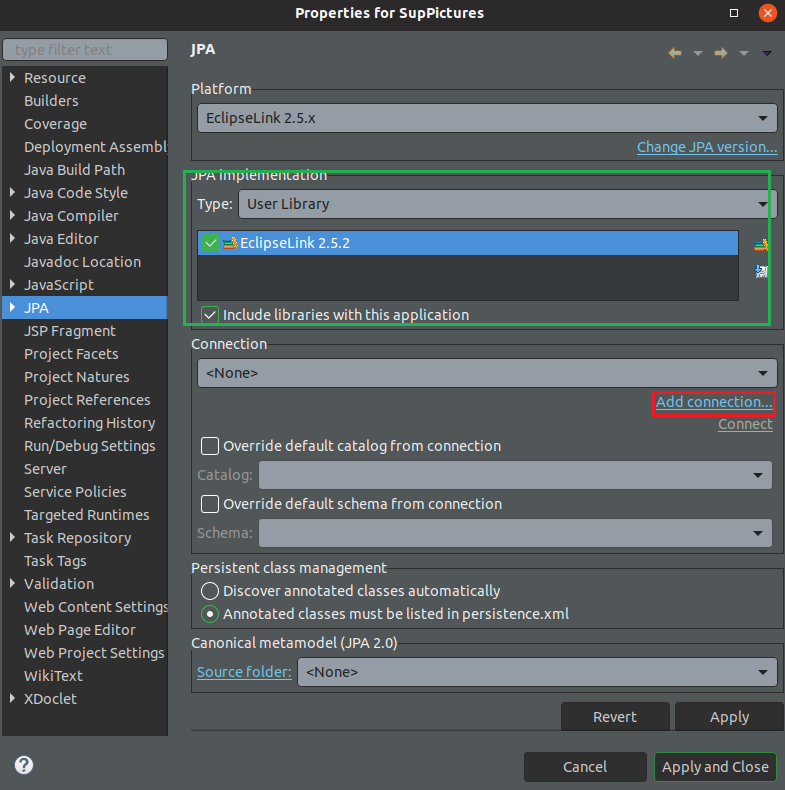 Properties for SupPictures
type filter text
Resource
Builders
Coverage
Deployment Assembl
Java Build Path
Java Code Style
Java Compiler
Java Editor
Javadoc Location
JavaScript
JPA
JSP Fragment
Project Facets
Project Natures
Project References
Refactoring History
Run/Debug Settings
Server
Service Policies
Targeted Runtimes
Task Repository
Task Tags
Validation
Web Content Settings
Web Page Editor
Web Project Settings
WikiText
XDoclet
JPA
Platform
EclipseLink 2.5.x
Change JPA version...
JPA Implementation
Type: User Library
EclipseLink 2.5.2
Include libraries with this application
Connection
<None>
Add connection...
Connect
Override default catalog from connection
Catalog:
Override default schema from connection
Schema:
Persistent class management
Discover annotated classes automatically
Annotated classes must be listed in persistence.xml
Canonical metamodel (JPA 2.0)
Source folder: <None>
Revert Apply
? Cancel Apply and Close